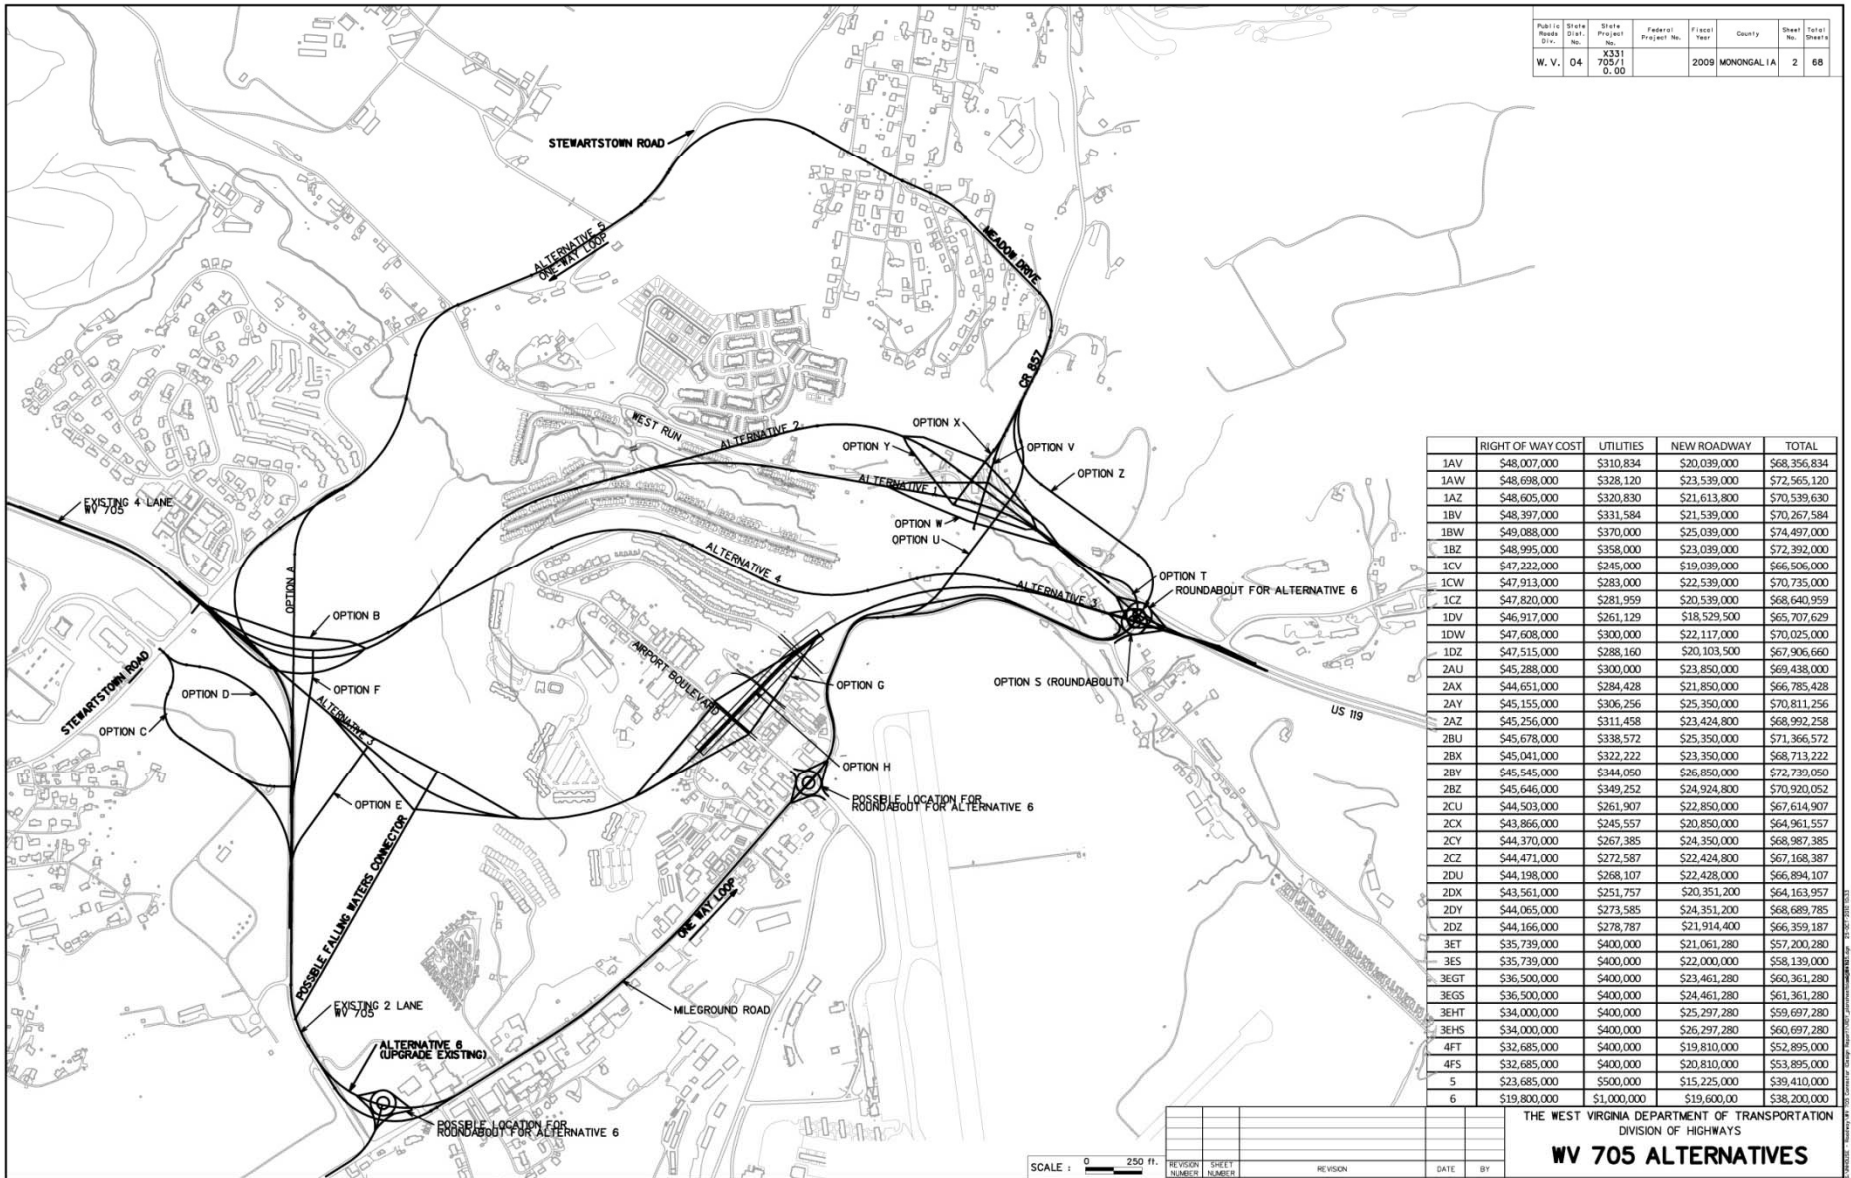 Public Roads Div. State Dist. No. State Project No. Federal Project No. Fiscal Year County Sheet No. Total Sheets
W. V. 04 X331 705/1 0.00 2009 MONONGALIA 2 68
STEWARTSTOWN ROAD
ALTERNATIVE 5
ONE-WAY LOOP
MEADOW DRIVE
CR 857
WEST RUN
ALTERNATIVE 2
OPTION X
OPTION Y
OPTION V
OPTION Z
ALTERNATIVE 1
OPTION W
OPTION U
EXISTING 4 LANE
WV 705
OPTION A
ALTERNATIVE 4
ALTERNATIVE 3
OPTION T
ROUNDABOUT FOR ALTERNATIVE 6
OPTION B
AIRPORT BOULEVARD
STEWARTSTOWN ROAD
OPTION D
OPTION F
OPTION G
OPTION S (ROUNDABOUT)
US 119
OPTION C
ALTERNATIVE 3
OPTION H
OPTION E
POSSIBLE LOCATION FOR
ROUNDABOUT FOR ALTERNATIVE 6
POSSIBLE FALLING WATERS CONNECTOR
ONE WAY LOOP
EXISTING 2 LANE
WV 705
MILEGROUND ROAD
ALTERNATIVE 6
(UPGRADE EXISTING)
POSSIBLE LOCATION FOR
ROUNDABOUT FOR ALTERNATIVE 6
RIGHT OF WAY COST UTILITIES NEW ROADWAY TOTAL
1AV $48,007,000 $310,834 $20,039,000 $68,356,834
1AW $48,698,000 $328,120 $23,539,000 $72,565,120
1AZ $48,605,000 $320,830 $21,613,800 $70,539,630
1BV $48,397,000 $331,584 $21,539,000 $70,267,584
1BW $49,088,000 $370,000 $25,039,000 $74,497,000
1BZ $48,995,000 $358,000 $23,039,000 $72,392,000
1CV $47,222,000 $245,000 $19,039,000 $66,506,000
1CW $47,913,000 $283,000 $22,539,000 $70,735,000
1CZ $47,820,000 $281,959 $20,539,000 $68,640,959
1DV $46,917,000 $261,129 $18,529,500 $65,707,629
1DW $47,608,000 $300,000 $22,117,000 $70,025,000
1DZ $47,515,000 $288,160 $20,103,500 $67,906,660
2AU $45,288,000 $300,000 $23,850,000 $69,438,000
2AX $44,651,000 $284,428 $21,850,000 $66,785,428
2AY $45,155,000 $306,256 $25,350,000 $70,811,256
2AZ $45,256,000 $311,458 $23,424,800 $68,992,258
2BU $45,678,000 $338,572 $25,350,000 $71,366,572
2BX $45,041,000 $322,222 $23,350,000 $68,713,222
2BY $45,545,000 $344,050 $26,850,000 $72,739,050
2BZ $45,646,000 $349,252 $24,924,800 $70,920,052
2CU $44,503,000 $261,907 $22,850,000 $67,614,907
2CX $43,866,000 $245,557 $20,850,000 $64,961,557
2CY $44,370,000 $267,385 $24,350,000 $68,987,385
2CZ $44,471,000 $272,587 $22,424,800 $67,168,387
2DU $44,198,000 $268,107 $22,428,000 $66,894,107
2DX $43,561,000 $251,757 $20,351,200 $64,163,957
2DY $44,065,000 $273,585 $24,351,200 $68,689,785
2DZ $44,166,000 $278,787 $21,914,400 $66,359,187
3ET $35,739,000 $400,000 $21,061,280 $57,200,280
3ES $35,739,000 $400,000 $22,000,000 $58,139,000
3EGT $36,500,000 $400,000 $23,461,280 $60,361,280
3EGS $36,500,000 $400,000 $24,461,280 $61,361,280
3EHT $34,000,000 $400,000 $25,297,280 $59,697,280
3EHS $34,000,000 $400,000 $26,297,280 $60,697,280
4FT $32,685,000 $400,000 $19,810,000 $52,895,000
4FS $32,685,000 $400,000 $20,810,000 $53,895,000
5 $23,685,000 $500,000 $15,225,000 $39,410,000
6 $19,800,000 $1,000,000 $19,600,00 $38,200,000
SCALE : 0 250 ft.
REVISION NUMBER SHEET NUMBER REVISION DATE BY
THE WEST VIRGINIA DEPARTMENT OF TRANSPORTATION
DIVISION OF HIGHWAYS
WV 705 ALTERNATIVES